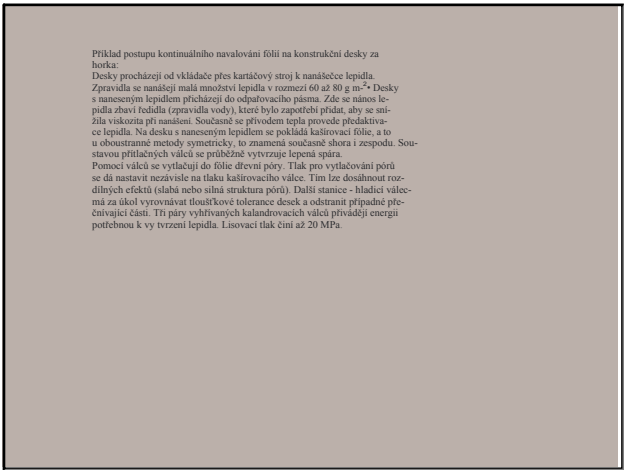 Příklad postupu kontinuálního navalováni fólií na konstrukční desky za
horka:
Desky procházejí od vkládače přes kartáčový stroj k nanášečce lepidla.
Zpravidla se nanášejí malá množství lepidla v rozmezí 60 až 80 g m-²• Desky
s naneseným lepidlem přicházejí do odpařovacího pásma. Zde se nános le-
pidla zbaví ředidla (zpravidla vody), které bylo zapotřebí přidat, aby se sní-
žila viskozita při nanášení. Současně se přívodem tepla provede předaktiva-
ce lepidla. Na desku s naneseným lepidlem se pokládá kašírovací fólie, a to
u oboustranné metody symetricky, to znamená současně shora i zespodu. Sou-
stavou přítlačných válců se průběžně vytvrzuje lepená spára.
Pomocí válců se vytlačují do fólie dřevní póry. Tlak pro vytlačování pórů
se dá nastavit nezávisle na tlaku kašírovacího válce. Tím lze dosáhnout roz-
dílných efektů (slabá nebo silná struktura pórů). Další stanice - hladicí válec-
má za úkol vyrovnávat tloušťkové tolerance desek a odstranit případné pře-
čnívající části. Tři páry vyhřívaných kalandrovacích válců přivádějí energii
potřebnou k vy tvrzení lepidla. Lisovací tlak činí až 20 MPa.